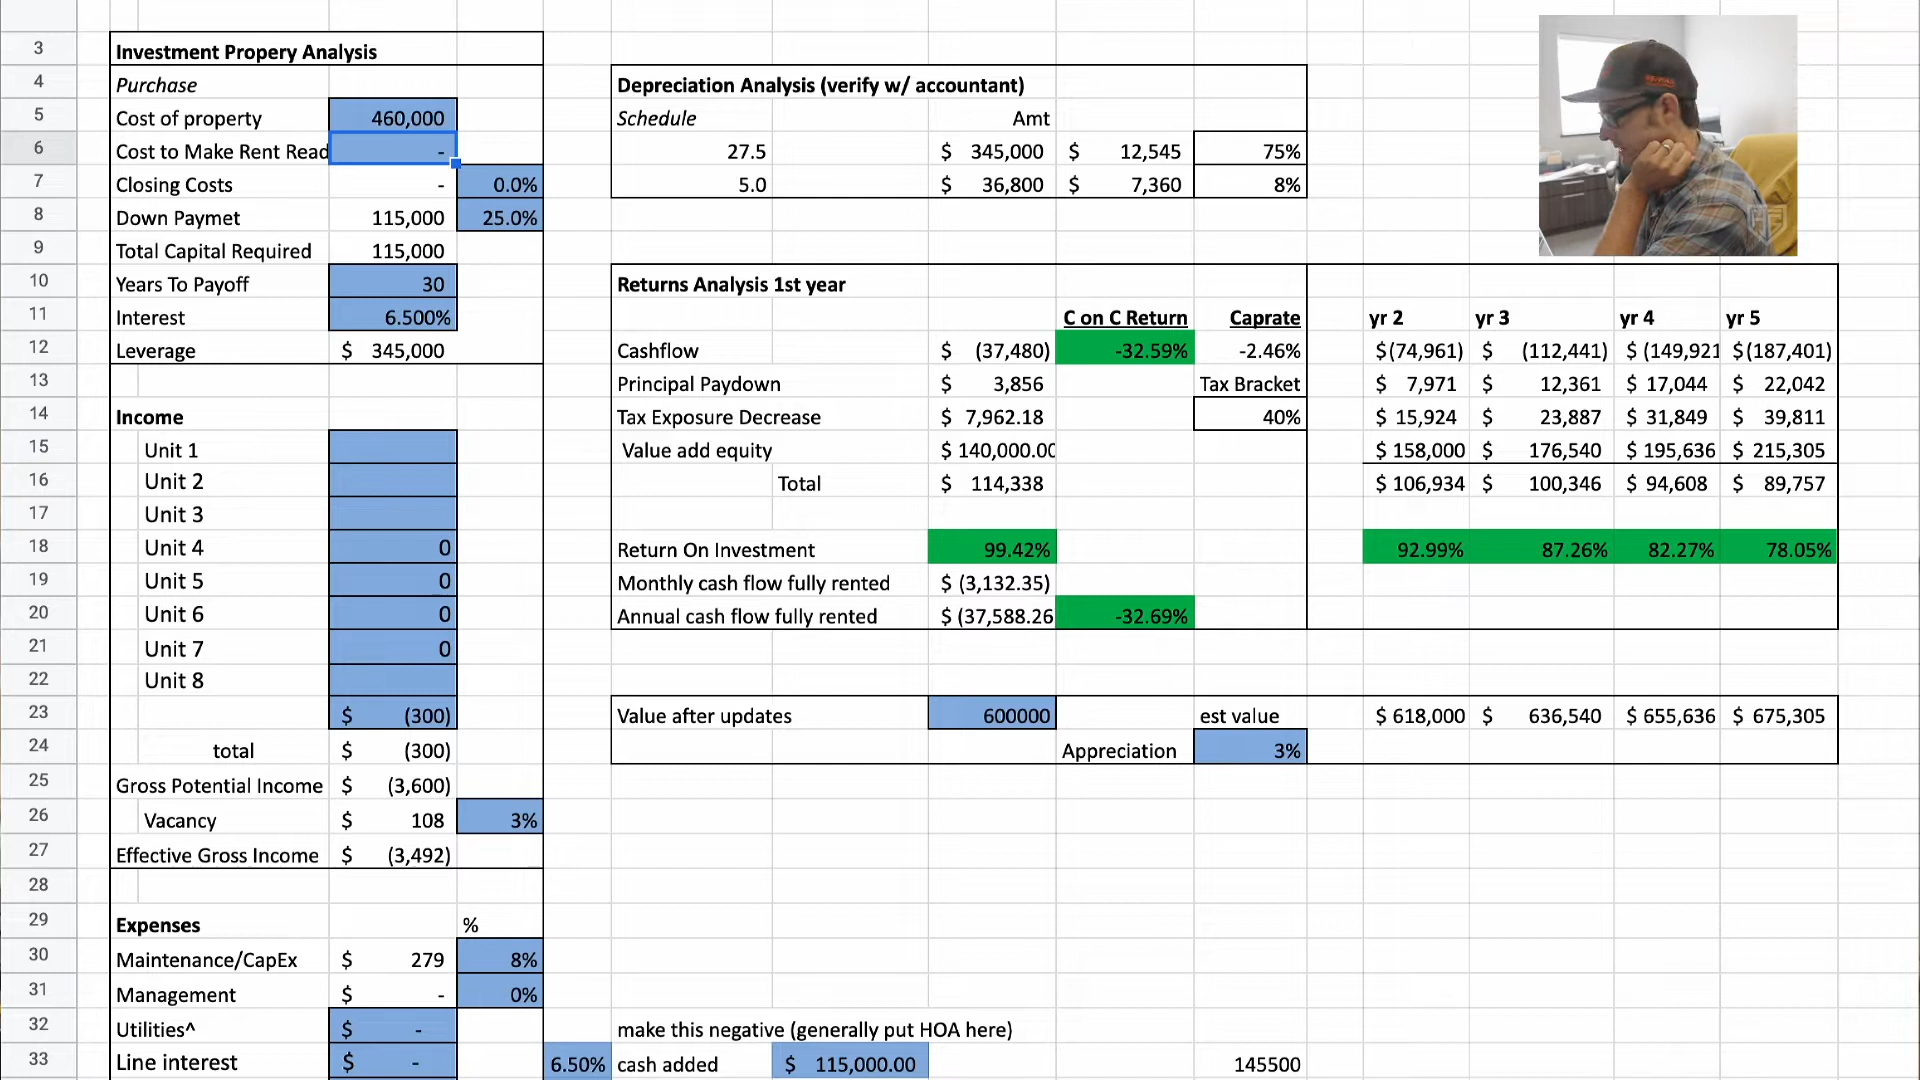 3 Investment Propery Analysis
4 Purchase Depreciation Analysis (verify w/ accountant)
5 Cost of property 460,000 Schedule Amt
6 Cost to Make Rent Read - 27.5 $ 345,000 $ 12,545 75%
7 Closing Costs - 0.0% 5.0 $ 36,800 $ 7,360 8%
8 Down Paymet 115,000 25.0%
9 Total Capital Required 115,000
10 Years To Payoff 30 Returns Analysis 1st year
11 Interest 6.500% C on C Return Caprate yr 2 yr 3 yr 4 yr 5
12 Leverage $ 345,000 Cashflow $ (37,480) -32.59% -2.46% $(74,961) $ (112,441) $ (149,921 $(187,401)
13 Principal Paydown $ 3,856 Tax Bracket $ 7,971 $ 12,361 $ 17,044 $ 22,042
14 Income Tax Exposure Decrease $ 7,962.18 40% $ 15,924 $ 23,887 $ 31,849 $ 39,811
15 Unit 1 Value add equity $ 140,000.00 $ 158,000 $ 176,540 $ 195,636 $ 215,305
16 Unit 2 Total $ 114,338 $ 106,934 $ 100,346 $ 94,608 $ 89,757
17 Unit 3
18 Unit 4 0 Return On Investment 99.42% 92.99% 87.26% 82.27% 78.05%
19 Unit 5 0 Monthly cash flow fully rented $ (3,132.35)
20 Unit 6 0 Annual cash flow fully rented $ (37,588.26 -32.69%
21 Unit 7 0
22 Unit 8
23 $ (300) Value after updates 600000 est value $ 618,000 $ 636,540 $ 655,636 $ 675,305
24 total $ (300) Appreciation 3%
25 Gross Potential Income $ (3,600)
26 Vacancy $ 108 3%
27 Effective Gross Income $ (3,492)
28
29 Expenses %
30 Maintenance/CapEx $ 279 8%
31 Management $ - 0%
32 Utilities^ $ - make this negative (generally put HOA here)
33 Line interest $ - 6.50% cash added $ 115,000.00 145500